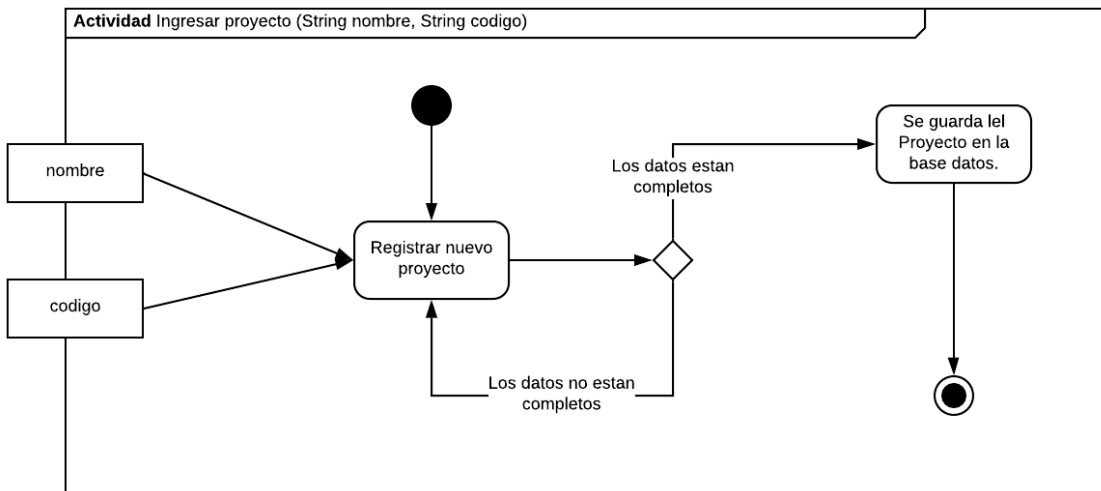 Actividad Ingresar proyecto (String nombre, String codigo)
nombre
codigo
Registrar nuevo
proyecto
Los datos estan
completos
Se guarda lel
Proyecto en la
base datos.
Los datos no estan
completos